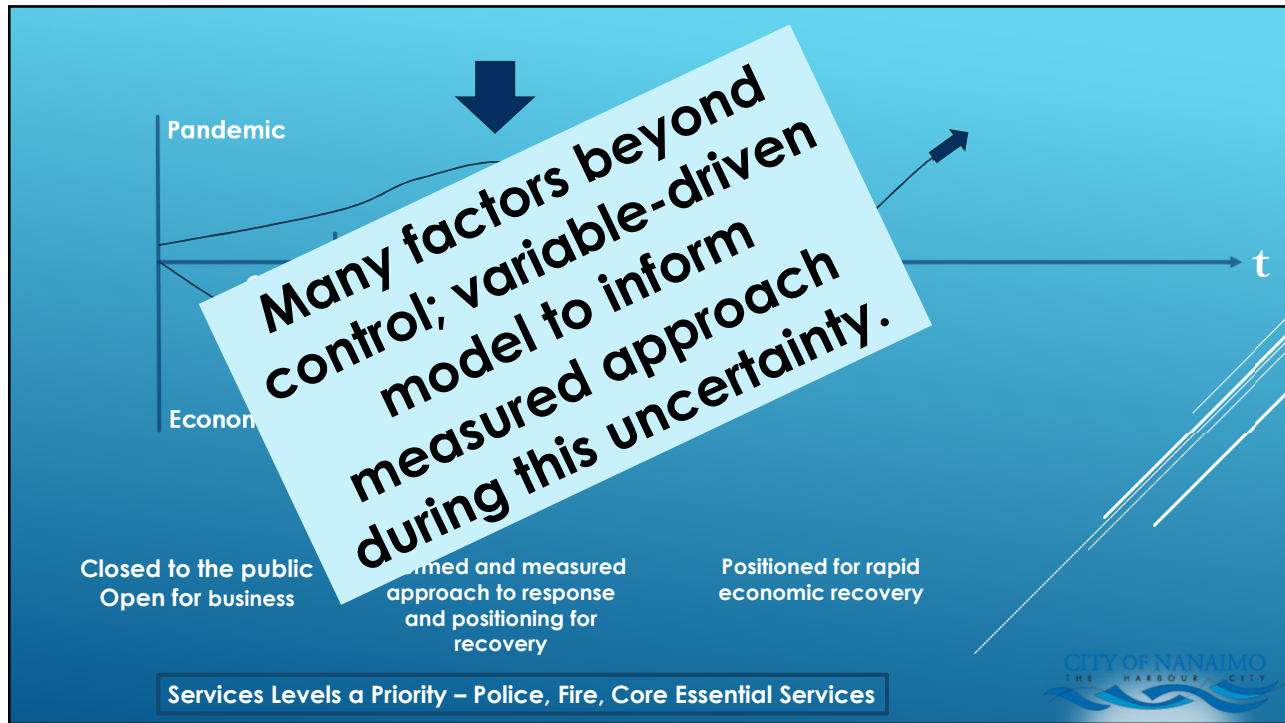 Pandemic
Many factors beyond
control; variable-driven
model to inform
measured approach
during this uncertainty.
t
Closed to the public
Open for business
and measured
approach to response
and positioning for
recovery
Positioned for rapid
economic recovery
Services Levels a Priority – Police, Fire, Core Essential Services
CITY OF NANAIMO
THE HARBOUR CITY